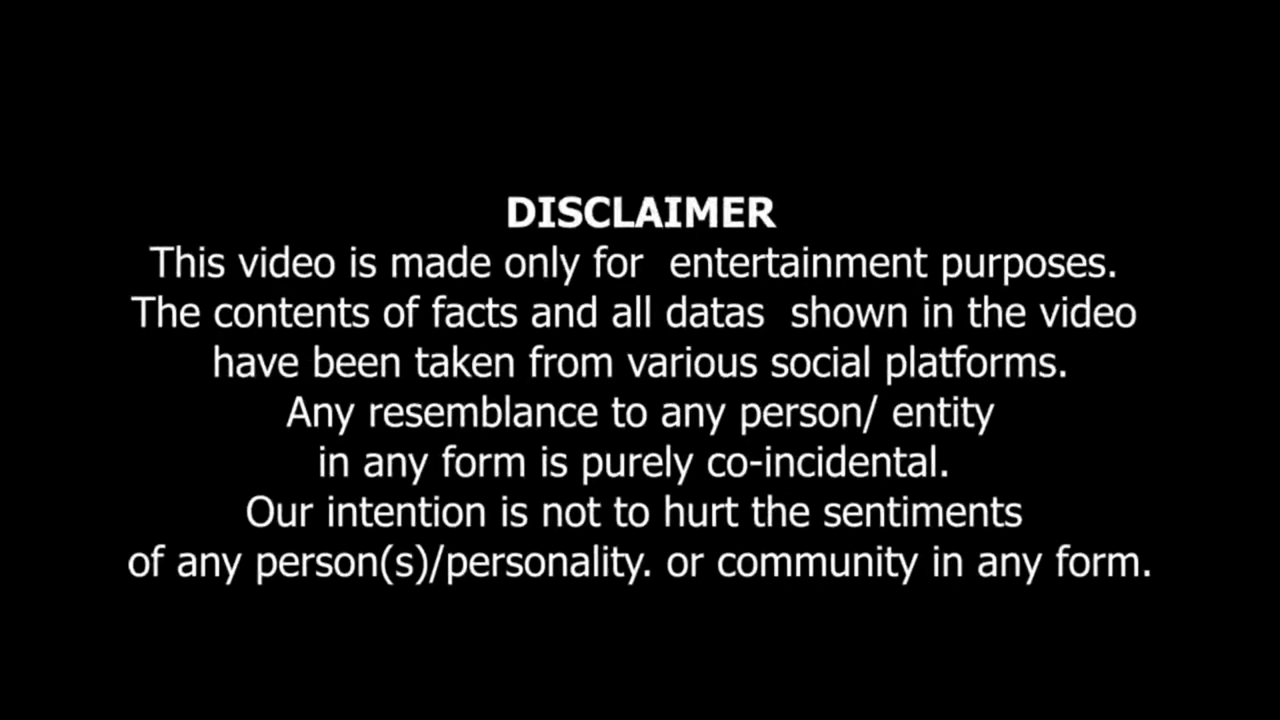 DISCLAIMER
This video is made only for  entertainment purposes.
The contents of facts and all datas  shown in the video
have been taken from various social platforms.
Any resemblance to any person/ entity
in any form is purely co-incidental.
Our intention is not to hurt the sentiments
of any person(s)/personality. or community in any form.